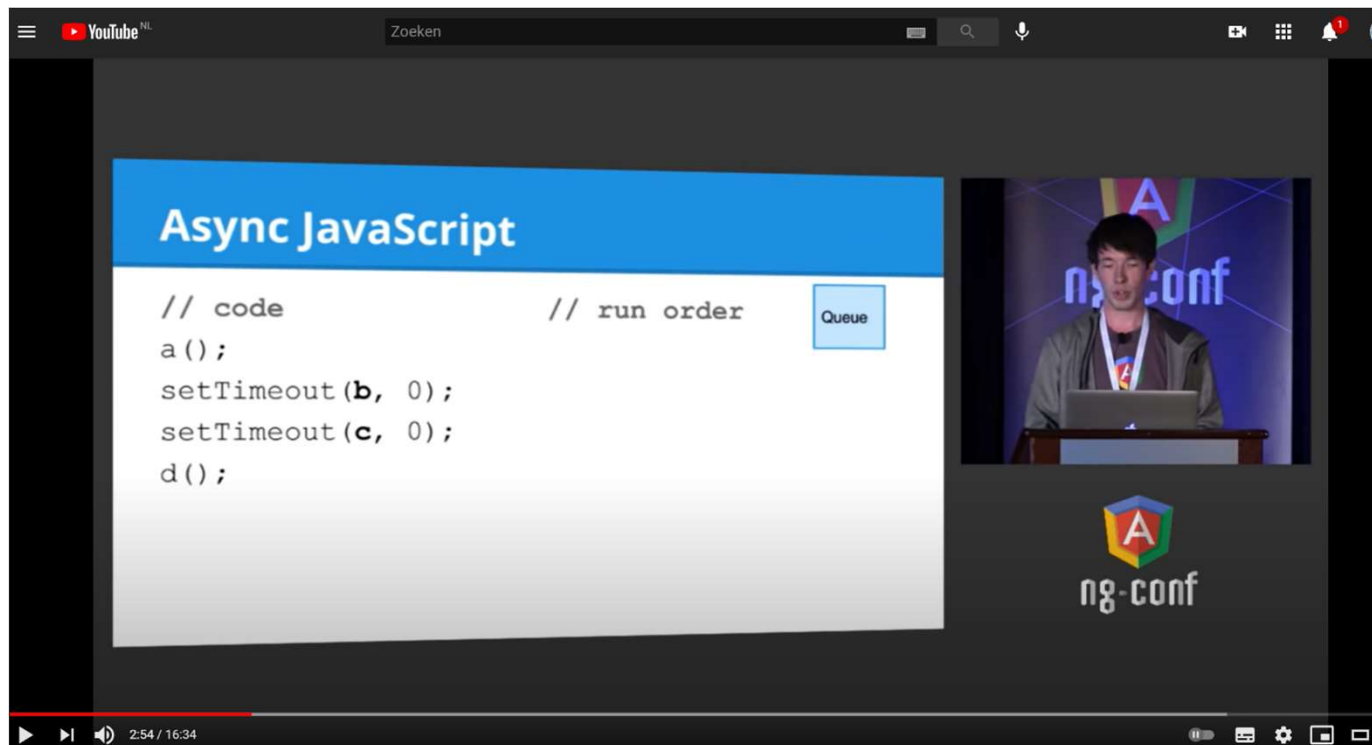 YouTube NL
Zoeken
1
Async JavaScript
// code
// run order
Queue
a();
setTimeout(b, 0);
setTimeout(c, 0);
d();
A
ng-conf
A
ng-conf
2:54 / 16:34